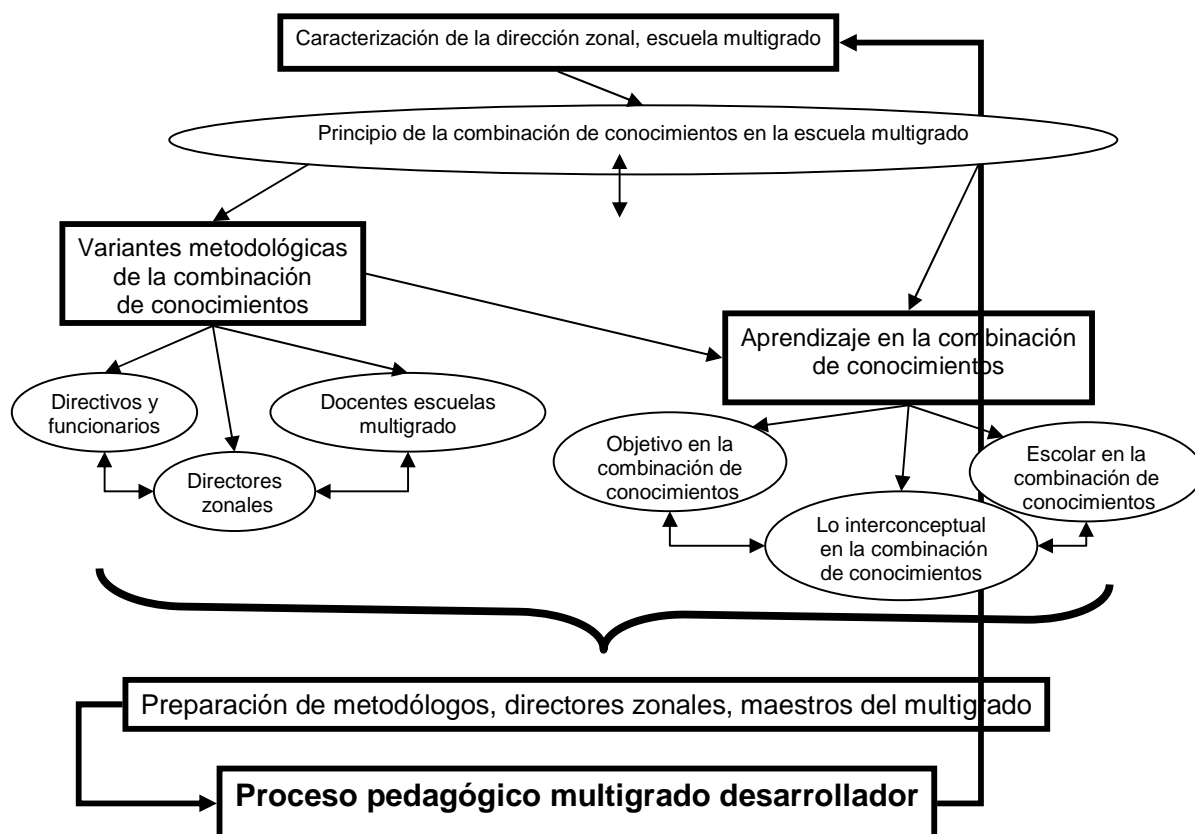 Caracterización de la dirección zonal, escuela multigrado
Principio de la combinación de conocimientos en la escuela multigrado
Variantes metodológicas
de la combinación
de conocimientos
Aprendizaje en la combinación
de conocimientos
Directivos y
funcionarios
Docentes escuelas
multigrado
Directores
zonales
Objetivo en la
combinación de
conocimientos
Escolar en la
combinación de
conocimientos
Lo interconceptual
en la combinación
de conocimientos
Preparación de metodólogos, directores zonales, maestros del multigrado
Proceso pedagógico multigrado desarrollador